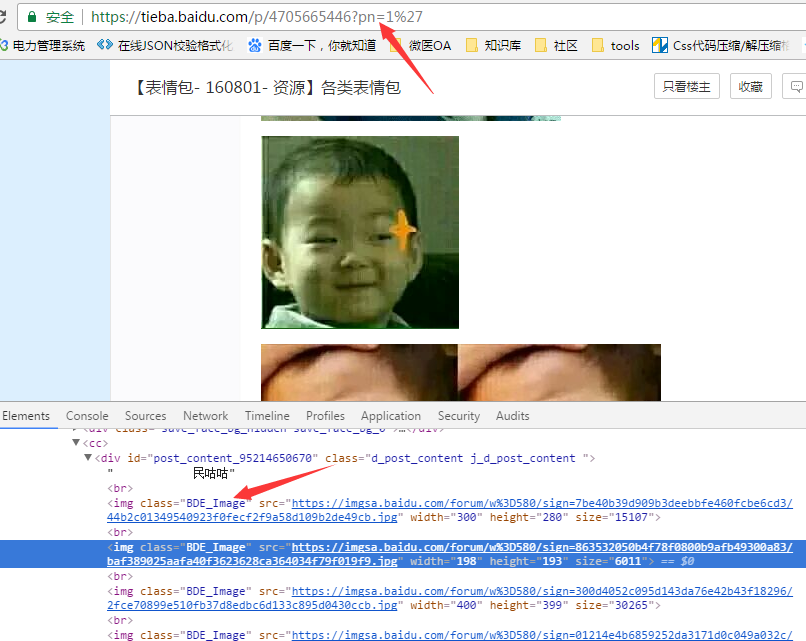 安全 https://tieba.baidu.com/p/4705665446?pn=1%27
电力管理系统 在线JSON校验格式化 百度一下，你就知道 微医OA 知识库 社区 tools Css代码压缩/解压缩
【表情包- 160801- 资源】各类表情包 只看楼主 收藏
Elements Console Sources Network Timeline Profiles Application Security Audits
<cc>
<div id="post_content_95214650670" class="d_post_content j_d_post_content ">
" 民咕咕"
<br>
<img class="BDE_Image" src="https://imgsa.baidu.com/forum/w%3D580/sign=7be40b39d909b3deebbfe460fcbe6cd3/
44b2c01349540923f0fecf2f9a58d109b2de49cb.jpg" width="300" height="280" size="15107">
<br>
<img class="BDE_Image" src="https://imgsa.baidu.com/forum/w%3D580/sign=863532050b4f78f0800b9afb49300a83/
baf389025aafa40f3623628ca364034f79f019f9.jpg" width="198" height="193" size="6011"> == $0
<br>
<img class="BDE_Image" src="https://imgsa.baidu.com/forum/w%3D580/sign=300d4052c095d143da76e42b43f18296/
2fce70899e510fb37d8edbc6d133c895d0430ccb.jpg" width="400" height="399" size="30265">
<br>
<img class="BDE_Image" src="https://imgsa.baidu.com/forum/w%3D580/sign=01214e4b6859252da3171d0c049a032c/